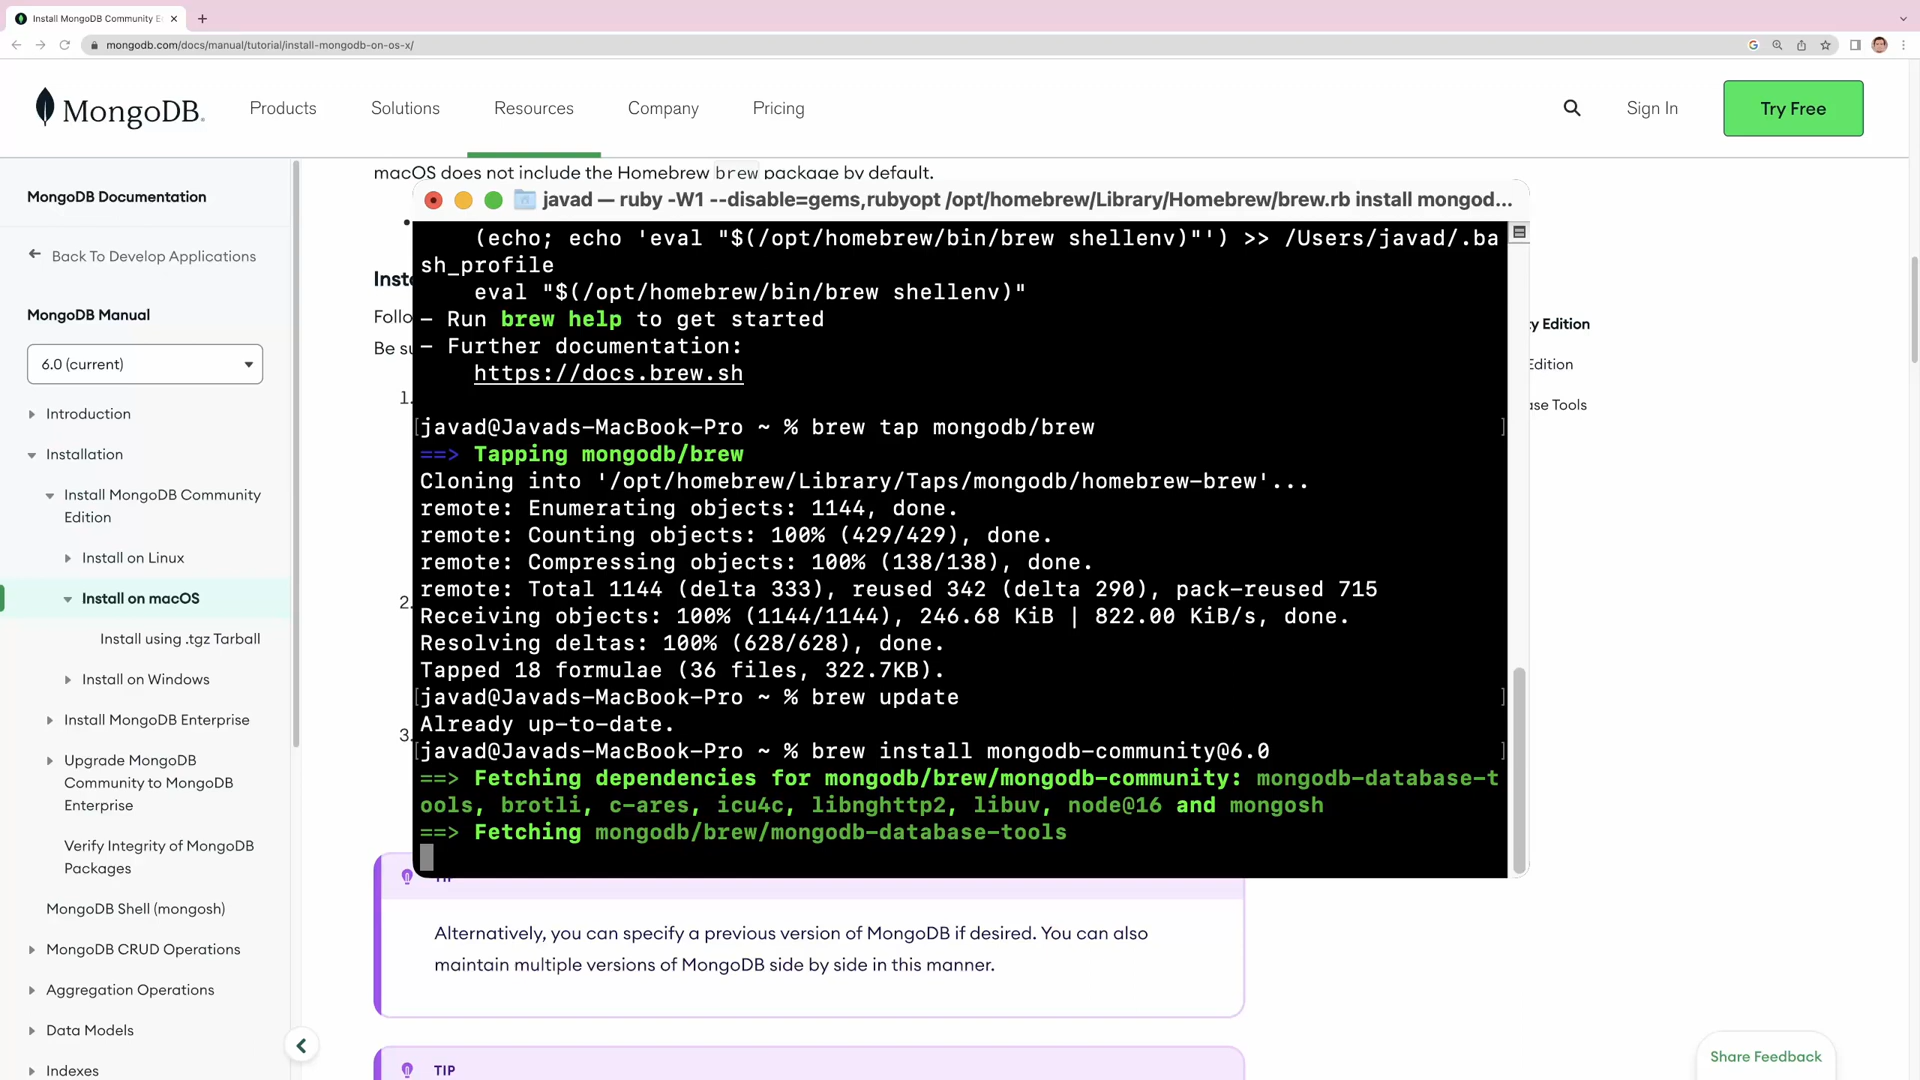 Install MongoDB Community E
mongodb.com/docs/manual/tutorial/install-mongodb-on-os-x/
MongoDB.
Products
Solutions
Resources
Company
Pricing
Sign In
Try Free
MongoDB Documentation
Back To Develop Applications
MongoDB Manual
6.0 (current)
Introduction
Installation
Install MongoDB Community
Edition
Install on Linux
Install on macOS
Install using .tgz Tarball
Install on Windows
Install MongoDB Enterprise
Upgrade MongoDB
Community to MongoDB
Enterprise
Verify Integrity of MongoDB
Packages
MongoDB Shell (mongosh)
MongoDB CRUD Operations
Aggregation Operations
Data Models
Indexes
macOS does not include the Homebrew brew package by default.
Follo
1.
2.
3.
javad — ruby -W1 --disable=gems,rubyopt /opt/homebrew/Library/Homebrew/brew.rb install mongod...
(echo; echo 'eval "$(/opt/homebrew/bin/brew shellenv)"') >> /Users/javad/.ba
sh_profile
eval "$(/opt/homebrew/bin/brew shellenv)"
- Run brew help to get started
- Further documentation:
https://docs.brew.sh
[javad@Javads-MacBook-Pro ~ % brew tap mongodb/brew ]
==> Tapping mongodb/brew
Cloning into '/opt/homebrew/Library/Taps/mongodb/homebrew-brew'...
remote: Enumerating objects: 1144, done.
remote: Counting objects: 100% (429/429), done.
remote: Compressing objects: 100% (138/138), done.
remote: Total 1144 (delta 333), reused 342 (delta 290), pack-reused 715
Receiving objects: 100% (1144/1144), 246.68 KiB | 822.00 KiB/s, done.
Resolving deltas: 100% (628/628), done.
Tapped 18 formulae (36 files, 322.7KB).
[javad@Javads-MacBook-Pro ~ % brew update ]
Already up-to-date.
[javad@Javads-MacBook-Pro ~ % brew install mongodb-community@6.0 ]
==> Fetching dependencies for mongodb/brew/mongodb-community: mongodb-database-t
ools, brotli, c-ares, icu4c, libnghttp2, libuv, node@16 and mongosh
==> Fetching mongodb/brew/mongodb-database-tools
y Edition
Edition
ase Tools
Alternatively, you can specify a previous version of MongoDB if desired. You can also
maintain multiple versions of MongoDB side by side in this manner.
TIP
Share Feedback